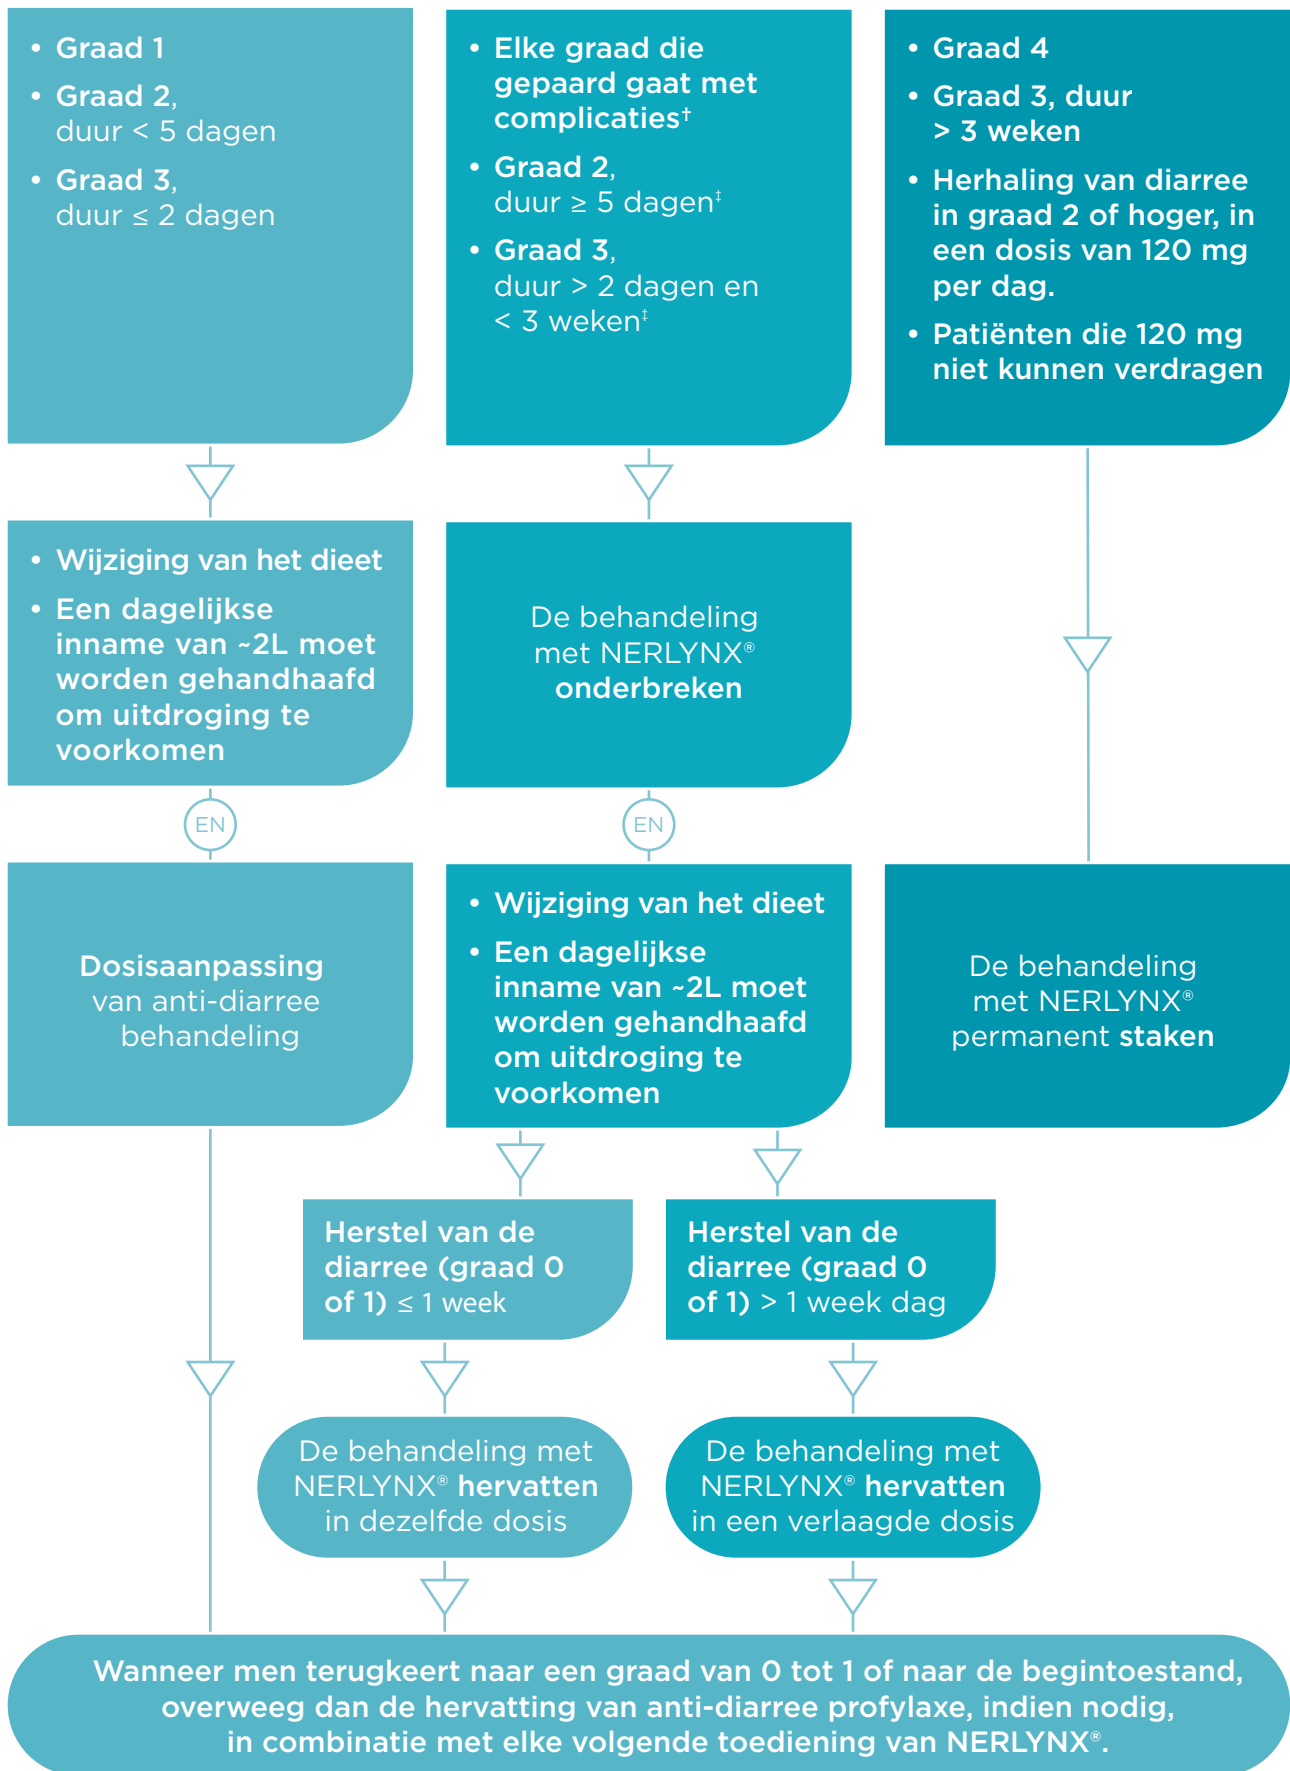 • Graad 1
• Graad 2,
duur < 5 dagen
• Graad 3,
duur ≤ 2 dagen
• Elke graad die
gepaard gaat met
complicaties†
• Graad 2,
duur ≥ 5 dagen‡
• Graad 3,
duur > 2 dagen en
< 3 weken‡
• Graad 4
• Graad 3, duur
> 3 weken
• Herhaling van diarree
in graad 2 of hoger, in
een dosis van 120 mg
per dag.
• Patiënten die 120 mg
niet kunnen verdragen
• Wijziging van het dieet
• Een dagelijkse
inname van ~2L moet
worden gehandhaafd
om uitdroging te
voorkomen
De behandeling
met NERLYNX®
onderbreken
EN
EN
Dosisaanpassing
van anti-diarree
behandeling
• Wijziging van het dieet
• Een dagelijkse
inname van ~2L moet
worden gehandhaafd
om uitdroging te
voorkomen
De behandeling
met NERLYNX®
permanent staken
Herstel van de
diarree (graad 0
of 1) ≤ 1 week
Herstel van de
diarree (graad 0
of 1) > 1 week dag
De behandeling met
NERLYNX® hervatten
in dezelfde dosis
De behandeling met
NERLYNX® hervatten
in een verlaagde dosis
Wanneer men terugkeert naar een graad van 0 tot 1 of naar de begintoestand,
overweeg dan de hervatting van anti-diarree profylaxe, indien nodig,
in combinatie met elke volgende toediening van NERLYNX®.